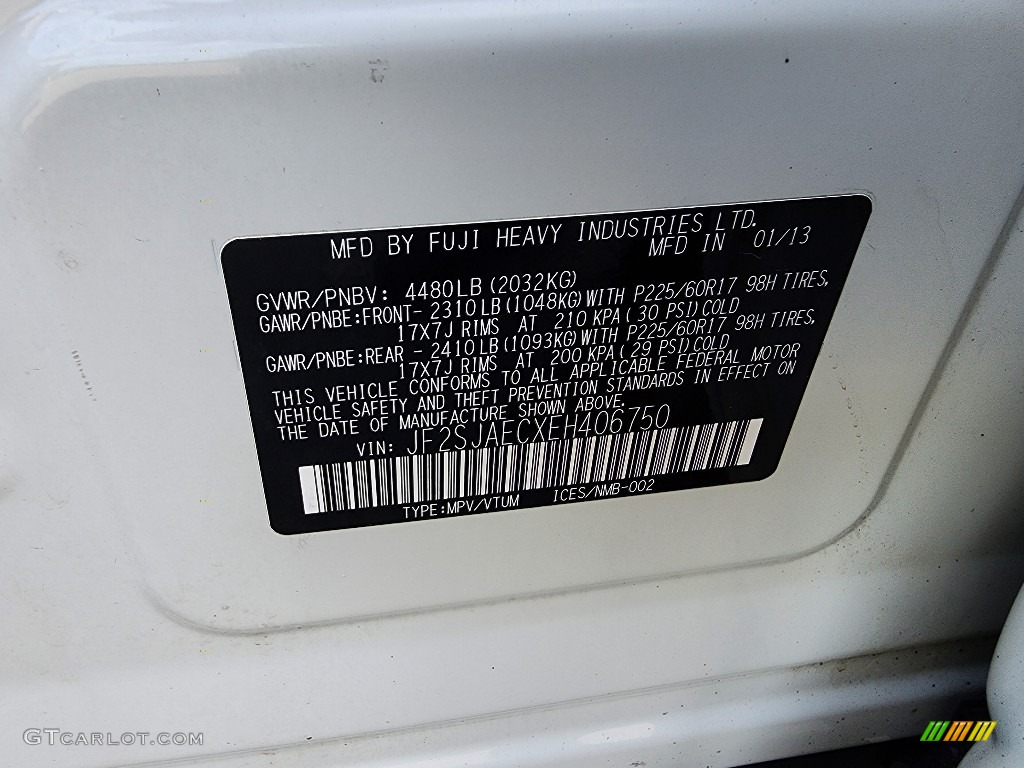 MFD BY FUJI HEAVY INDUSTRIES LTD.
MFD IN 01/13
GVWR/PNBV: 4480LB(2032KG)
GAWR/PNBE:FRONT- 2310LB(1048KG)WITH P225/60R17 98H TIRES,
17X7J RIMS AT 210 KPA( 30 PSI)COLD
GAWR/PNBE:REAR - 2410LB(1093KG)WITH P225/60R17 98H TIRES,
17X7J RIMS AT 200 KPA( 29 PSI)COLD
THIS VEHICLE CONFORMS TO ALL APPLICABLE FEDERAL MOTOR
VEHICLE SAFETY AND THEFT PREVENTION STANDARDS IN EFFECT ON
THE DATE OF MANUFACTURE SHOWN ABOVE.
VIN: JF2SJAECXEH406750
TYPE:MPV/VTUM ICES/NMB-002
GTCARLOT.COM